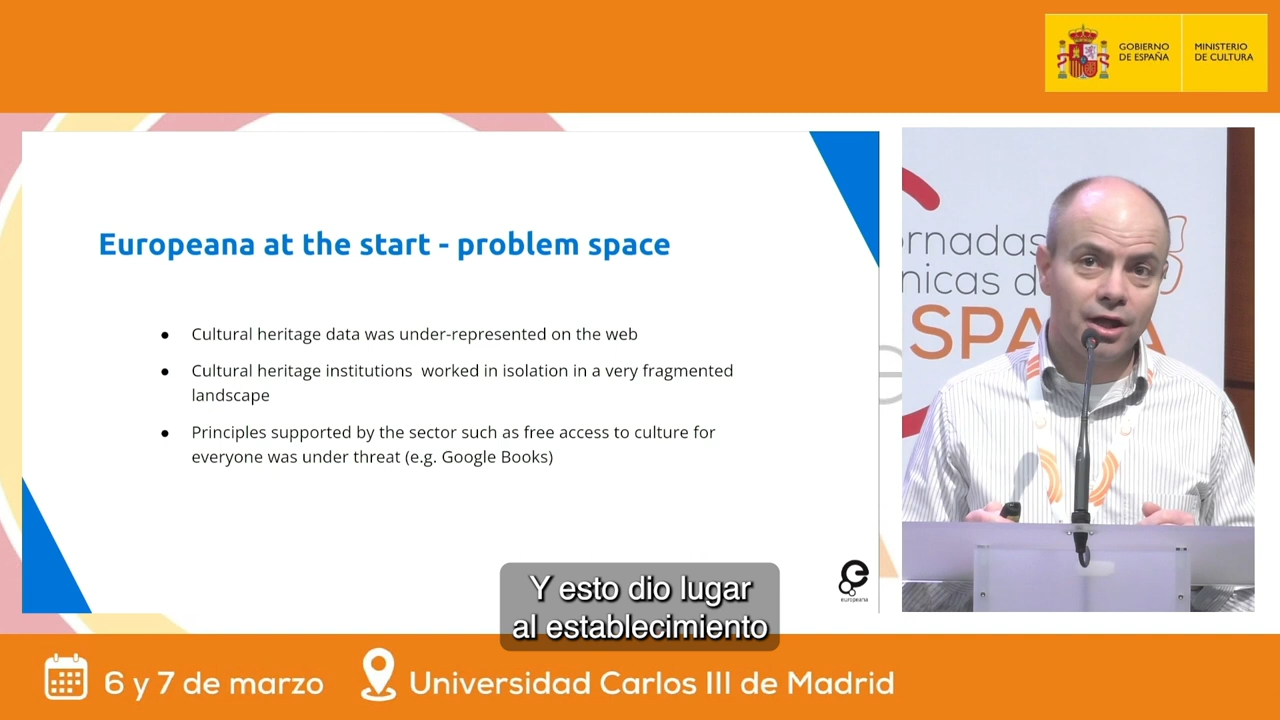 GOBIERNO
DE ESPAÑA
MINISTERIO
DE CULTURA
Europeana at the start - problem space
● Cultural heritage data was under-represented on the web
● Cultural heritage institutions worked in isolation in a very fragmented
landscape
● Principles supported by the sector such as free access to culture for
everyone was under threat (e.g. Google Books)
europeana
ornadas
nicas d
SPA
Y esto dio lugar
al establecimiento
6 y 7 de marzo
Universidad Carlos III de Madrid